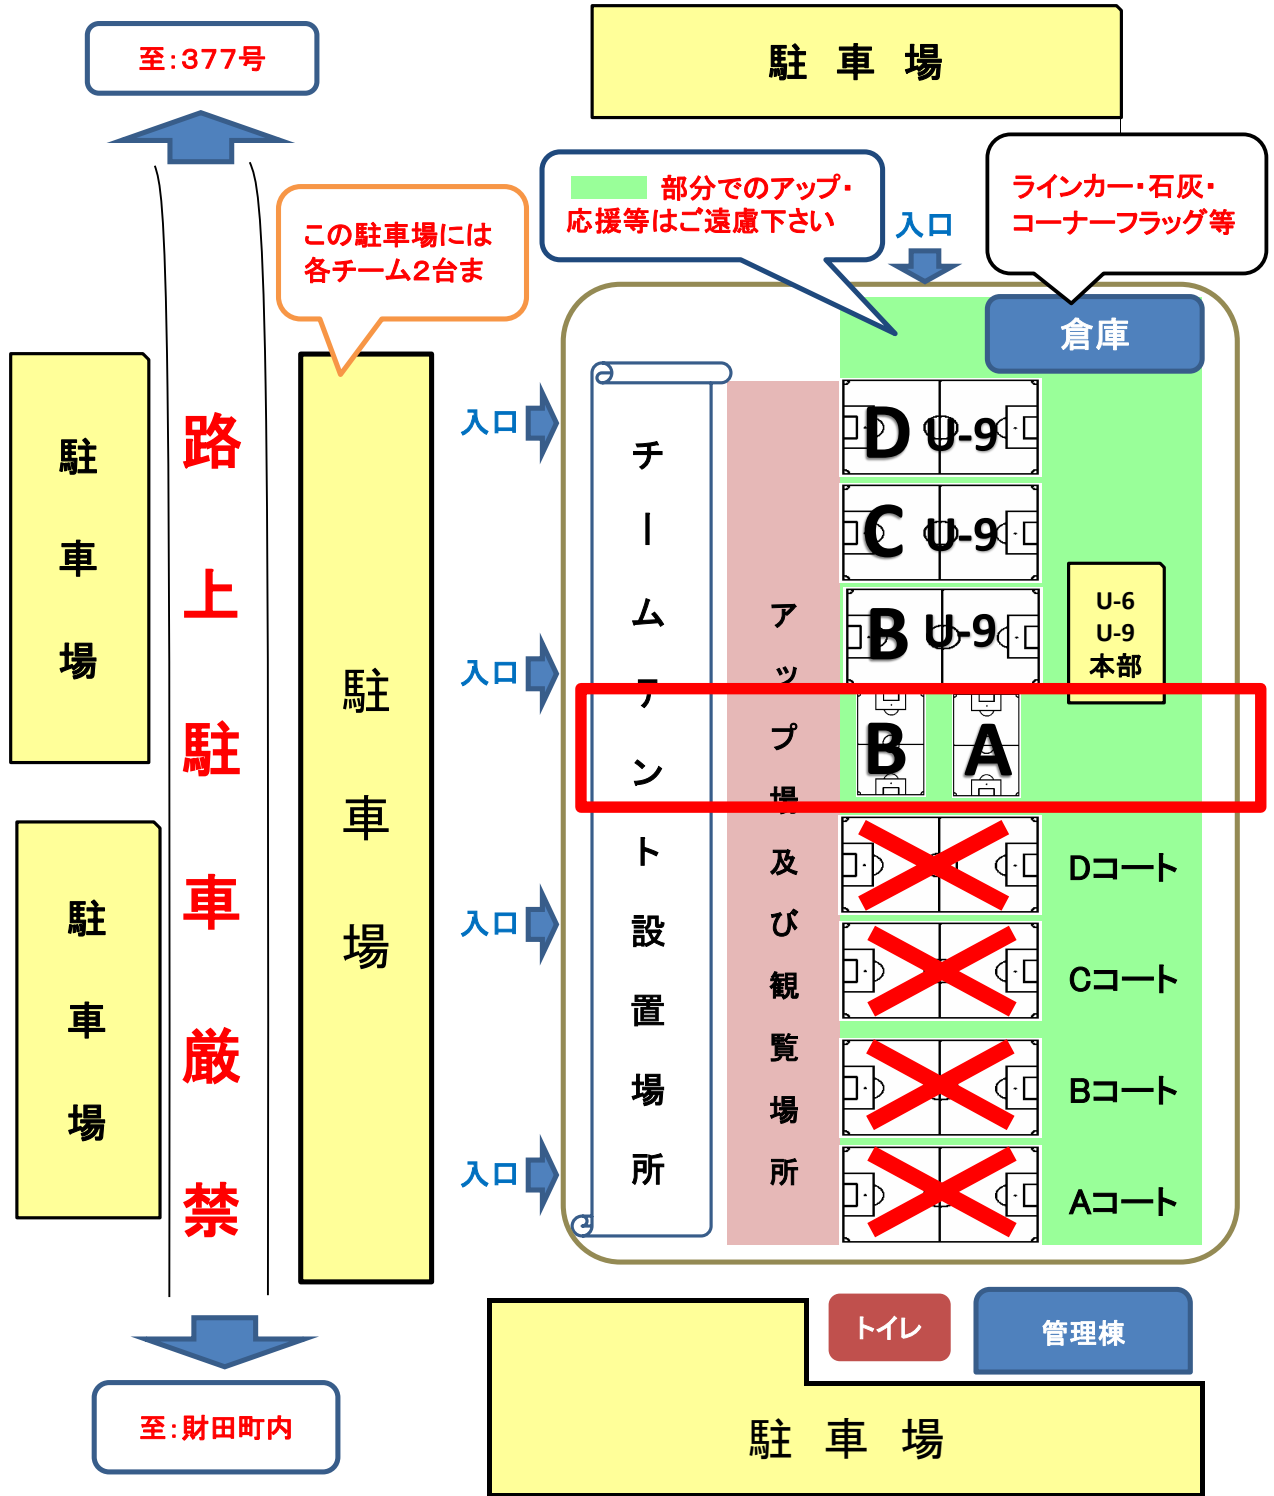 至：377号
駐　車　場
部分でのアップ・
応援等はご遠慮下さい
ラインカー・石灰・
コーナーフラッグ等
入口
この駐車場には
各チーム2台ま
倉庫
駐車場
駐車場
路上駐車厳禁
駐車場
入口
入口
入口
入口
チームテント設置場所
アップ場及び観覧場所
D U-9
C U-9
B U-9
B
A
U-6
U-9
本部
Dコート
Cコート
Bコート
Aコート
トイレ
管理棟
至：財田町内
駐　車　場